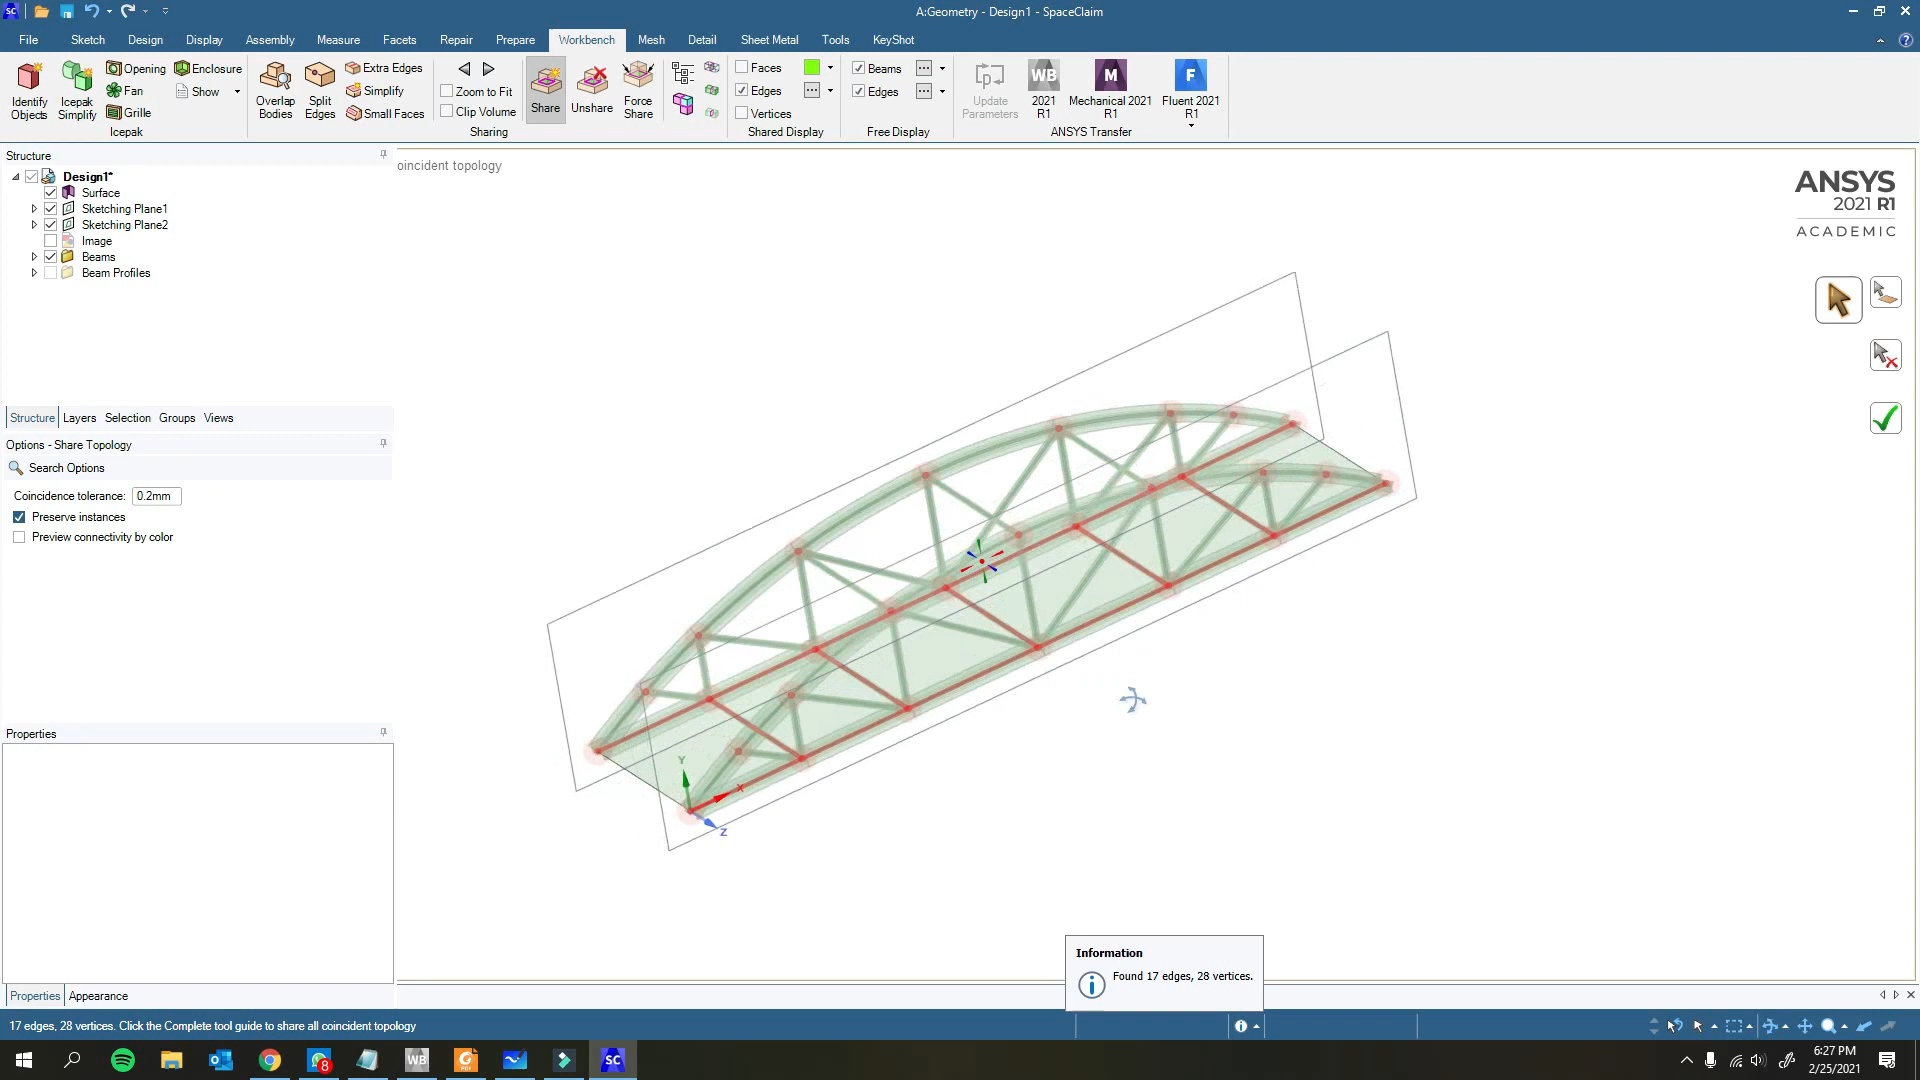 A:Geometry - Design1 - SpaceClaim
File Sketch Design Display Assembly Measure Facets Repair Prepare Workbench Mesh Detail Sheet Metal Tools KeyShot
Identify Objects
Icepak Simplify
Opening
Fan
Grille
Enclosure
Show
Icepak
Overlap Bodies
Split Edges
Extra Edges
Simplify
Small Faces
Zoom to Fit
Clip Volume
Sharing
Share
Unshare
Force Share
Faces
Edges
Vertices
Shared Display
Beams
Edges
Free Display
Update Parameters
WB
2021 R1
M
Mechanical 2021 R1
F
Fluent 2021 R1
ANSYS Transfer
Structure
Design1*
Surface
Sketching Plane1
Sketching Plane2
Image
Beams
Beam Profiles
Structure Layers Selection Groups Views
Options - Share Topology
Search Options
Coincidence tolerance: 0.2mm
Preserve instances
Preview connectivity by color
Properties
Properties Appearance
oincident topology
ANSYS
2021 R1
ACADEMIC
Y
X
Z
Information
Found 17 edges, 28 vertices.
17 edges, 28 vertices. Click the Complete tool guide to share all coincident topology
8
WB
SC
6:27 PM
2/25/2021